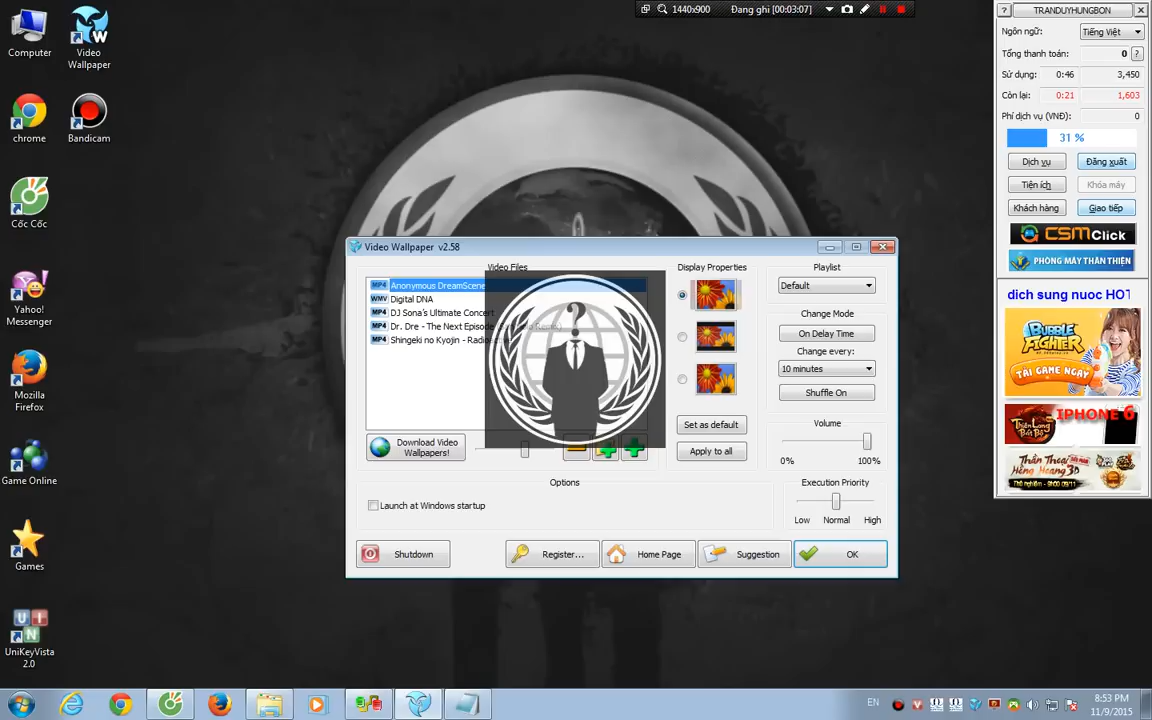 1440x900
Đang ghi [00:03:07]
Computer
Video Wallpaper
chrome
Bandicam
Cốc Cốc
Yahoo! Messenger
Mozilla Firefox
Game Online
Games
UniKeyVista 2.0
Video Wallpaper v2.58
Video Files
MP4 Anonymous DreamScene
WMV Digital DNA
MP4 DJ Sona's Ultimate Concert
MP4 Dr. Dre - The Next Episode
MP4 Shingeki no Kyojin -
Download Video Wallpapers!
Display Properties
Set as default
Apply to all
Playlist
Default
Change Mode
On Delay Time
Change every:
10 minutes
Shuffle On
Volume
0% 100%
Options
Launch at Windows startup
Execution Priority
Low Normal High
Shutdown
Register...
Home Page
Suggestion
OK
? TRANDUYHUNGBON
Ngôn ngữ: Tiếng Việt
Tổng thanh toán: 0 ?
Sử dụng: 0:46 3,450
Còn lại: 0:21 1,603
Phí dịch vụ (VNĐ): 0
31 %
Dịch vụ Đăng xuất
Tiện ích Khóa máy
Khách hàng Giao tiếp
CSMClick
PHÒNG MÁY THÂN THIỆN
dich sung nuoc HOT
BUBBLE FIGHTER
TẢI GAME NGAY
IPHONE 6
EN
8:53 PM
11/9/2015